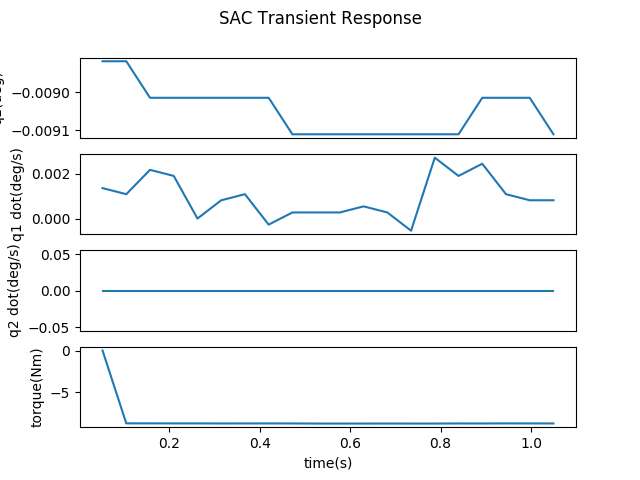 SAC Transient Response
−0.0090
−0.0091
0.002
0.000
q1 dot(deg/s)
0.05
0.00
−0.05
q2 dot(deg/s)
0
−5
torque(Nm)
0.2 0.4 0.6 0.8 1.0
time(s)